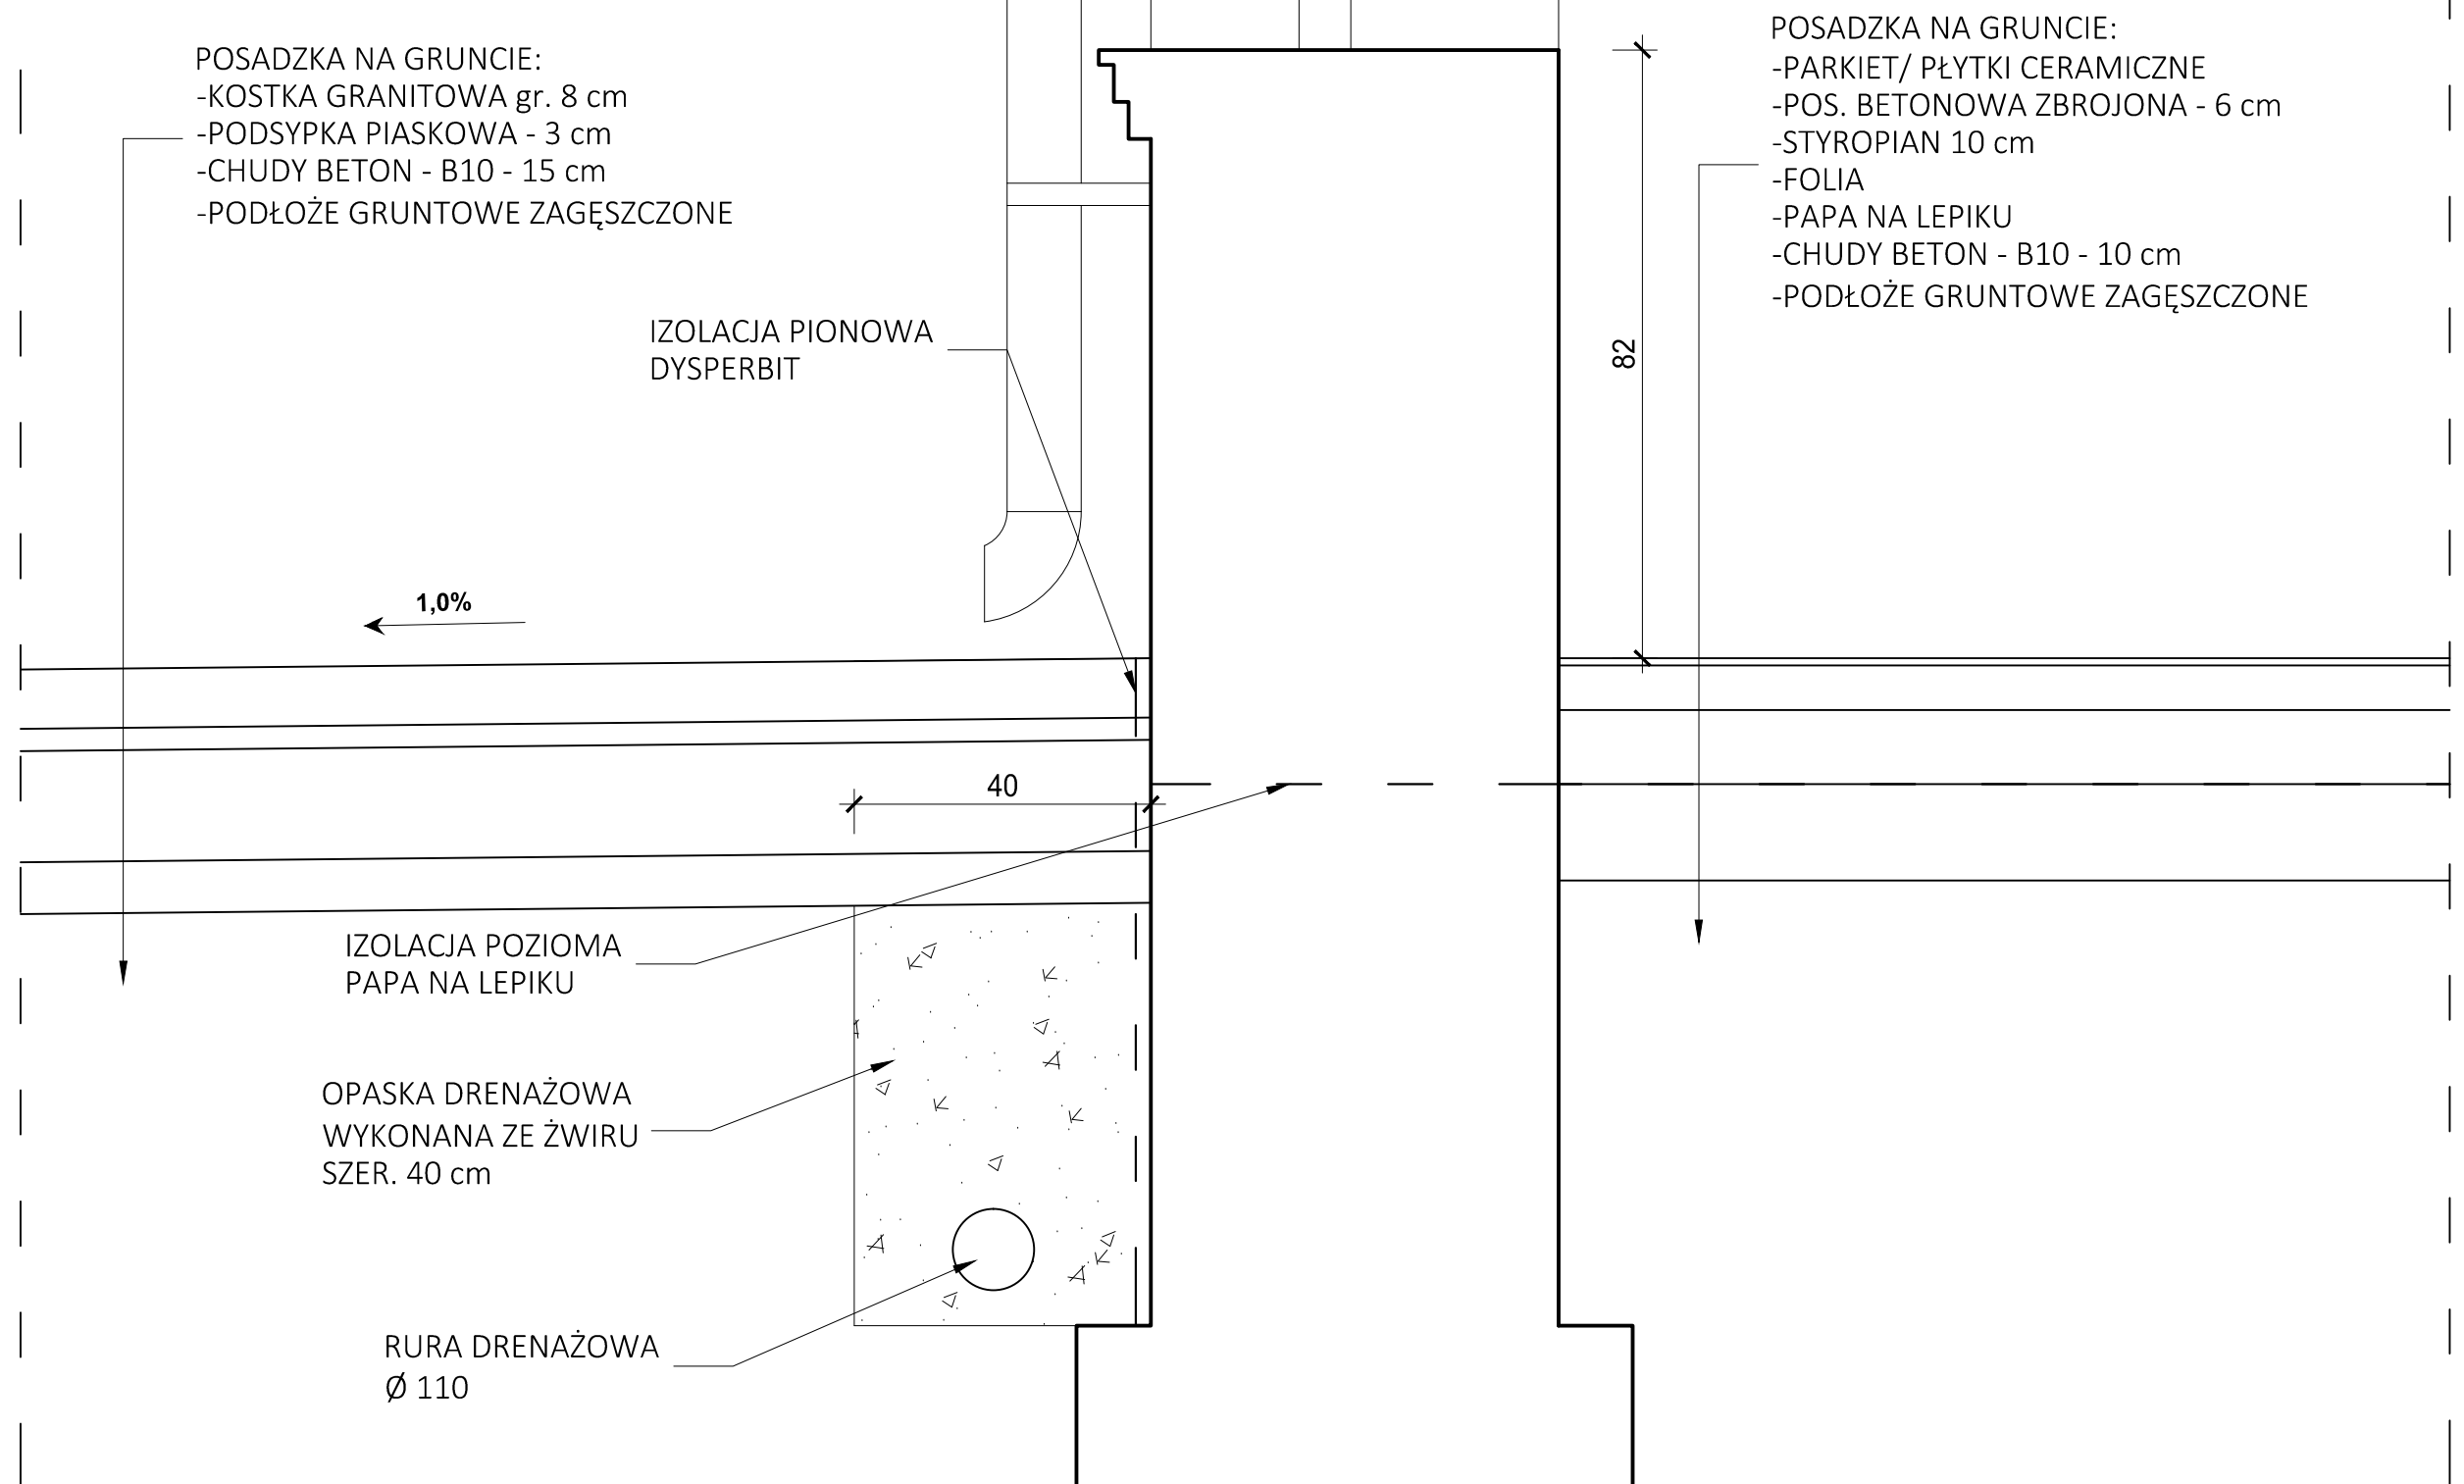 POSADZKA NA GRUNCIE:
-KOSTKA GRANITOWA gr. 8 cm
-PODSYPKA PIASKOWA - 3 cm
-CHUDY BETON - B10 - 15 cm
-PODŁOŻE GRUNTOWE ZAGĘSZCZONE
POSADZKA NA GRUNCIE:
-PARKIET/ PŁYTKI CERAMICZNE
-POS. BETONOWA ZBROJONA - 6 cm
-STYROPIAN 10 cm
-FOLIA
-PAPA NA LEPIKU
-CHUDY BETON - B10 - 10 cm
-PODŁOŻE GRUNTOWE ZAGĘSZCZONE
IZOLACJA PIONOWA
DYSPERBIT
82
1,0%
40
IZOLACJA POZIOMA
PAPA NA LEPIKU
OPASKA DRENAŻOWA
WYKONANA ZE ŻWIRU
SZER. 40 cm
RURA DRENAŻOWA
Ø 110